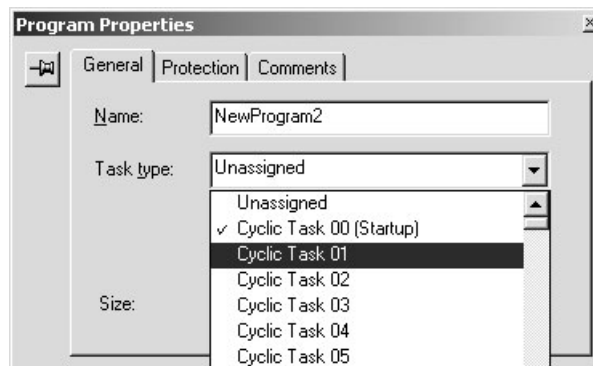 Program Properties
General Protection Comments
Name: NewProgram2
Task type: Unassigned
Unassigned
✓ Cyclic Task 00 (Startup)
Cyclic Task 01
Cyclic Task 02
Size: Cyclic Task 03
Cyclic Task 04
Cyclic Task 05